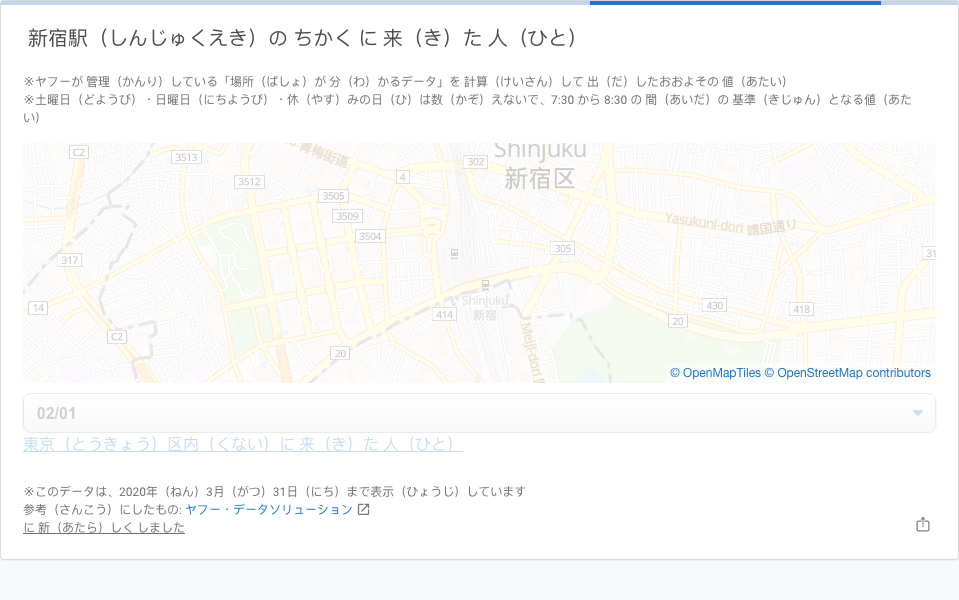 新宿駅（しんじゅくえき）の ちかく に 来（き）た 人（ひと）
※ヤフーが 管理（かんり）している「場所（ばしょ）が 分（わ）かるデータ」を 計算（けいさん）して 出（だ）したおおよその 値（あたい）
※土曜日（どようび）・日曜日（にちようび）・休（やす）みの日（ひ）は数（かぞ）えないで、7:30 から 8:30 の 間（あいだ）の 基準（きじゅん）となる値（あた
い）
C2
3513
青梅街道
302
Shinjuku
新宿区
4
3512
3505
3509
3504
Yasukuni-dori 靖国通り
317
305
31
Shinjuku
新宿
14
414
430
418
20
C2
20
Meiji-dori
© OpenMapTiles © OpenStreetMap contributors
02/01
東京（とうきょう）区内（くない）に 来（き）た 人（ひと）
※このデータは、2020年（ねん）3月（がつ）31日（にち）まで表示（ひょうじ）しています
参考（さんこう）にしたもの: ヤフー・データソリューション
に 新（あたら）しく しました